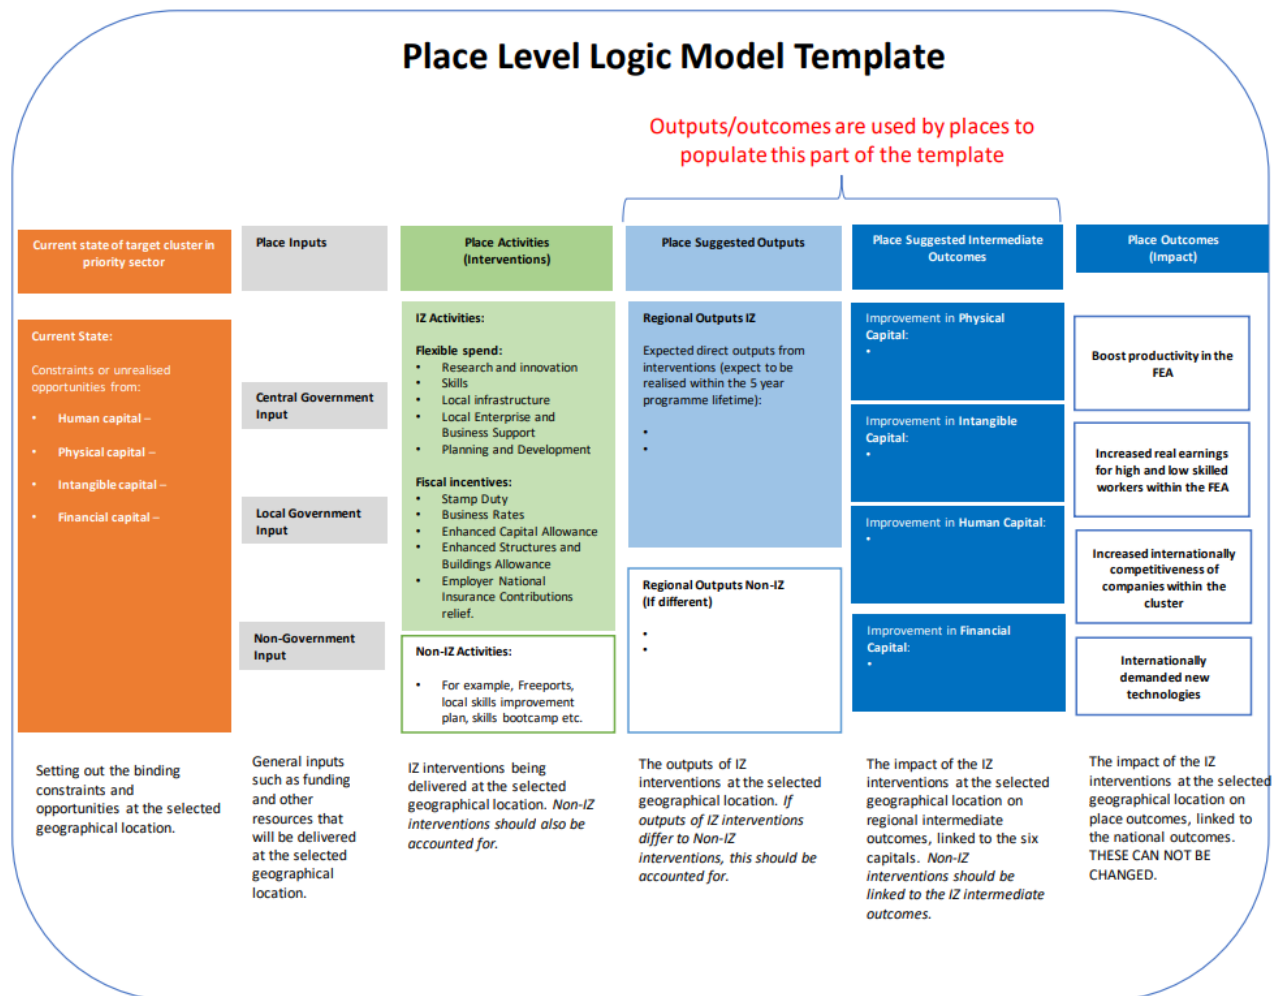 Place Level Logic Model Template
Outputs/outcomes are used by places to
populate this part of the template
Current state of target cluster in
priority sector
Current State:
Constraints or unrealised
opportunities from:
• Human capital –
• Physical capital –
• Intangible capital –
• Financial capital –
Setting out the binding
constraints and
opportunities at the selected
geographical location.
Place Inputs
Central Government
Input
Local Government
Input
Non-Government
Input
General inputs
such as funding
and other
resources that
will be delivered
at the selected
geographical
location.
Place Activities
(Interventions)
IZ Activities:
Flexible spend:
• Research and innovation
• Skills
• Local infrastructure
• Local Enterprise and
Business Support
• Planning and Development
Fiscal incentives:
• Stamp Duty
• Business Rates
• Enhanced Capital Allowance
• Enhanced Structures and
Buildings Allowance
• Employer National
Insurance Contributions
relief.
Non-IZ Activities:
• For example, Freeports,
local skills improvement
plan, skills bootcamp etc.
IZ interventions being
delivered at the selected
geographical location. Non-IZ
interventions should also be
accounted for.
Place Suggested Outputs
Regional Outputs IZ
Expected direct outputs from
interventions (expect to be
realised within the 5 year
programme lifetime):
•
•
Regional Outputs Non-IZ
(If different)
•
•
The outputs of IZ
interventions at the selected
geographical location. If
outputs of IZ interventions
differ to Non-IZ
interventions, this should be
accounted for.
Place Suggested Intermediate
Outcomes
Improvement in Physical
Capital:
•
Improvement in Intangible
Capital:
•
Improvement in Human Capital:
•
Improvement in Financial
Capital:
•
The impact of the IZ
interventions at the selected
geographical location on
regional intermediate
outcomes, linked to the six
capitals. Non-IZ
interventions should be
linked to the IZ intermediate
outcomes.
Place Outcomes
(Impact)
Boost productivity in the
FEA
Increased real earnings
for high and low skilled
workers within the FEA
Increased internationally
competitiveness of
companies within the
cluster
Internationally
demanded new
technologies
The impact of the IZ
interventions at the selected
geographical location on
place outcomes, linked to
the national outcomes.
THESE CAN NOT BE
CHANGED.